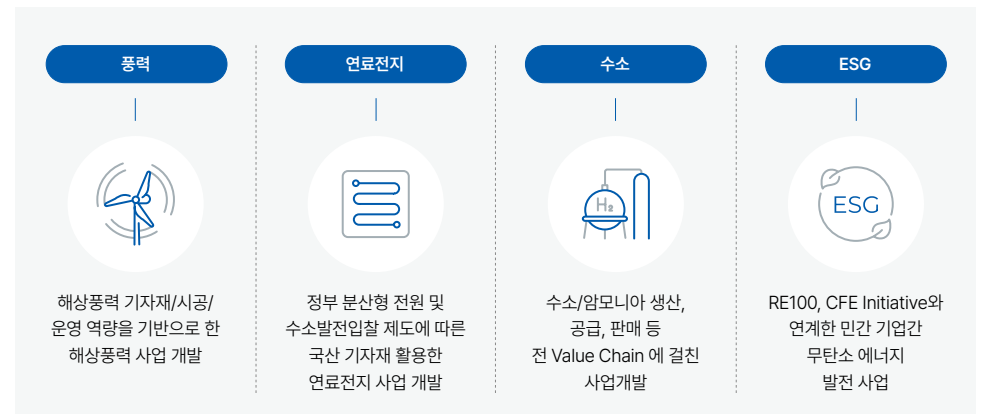 풍력
해상풍력 기자재/시공/
운영 역량을 기반으로 한
해상풍력 사업 개발
연료전지
정부 분산형 전원 및
수소발전입찰 제도에 따른
국산 기자재 활용한
연료전지 사업 개발
수소
H₂
수소/암모니아 생산,
공급, 판매 등
전 Value Chain 에 걸친
사업개발
ESG
ESG
RE100, CFE Initiative와
연계한 민간 기업간
무탄소 에너지
발전 사업